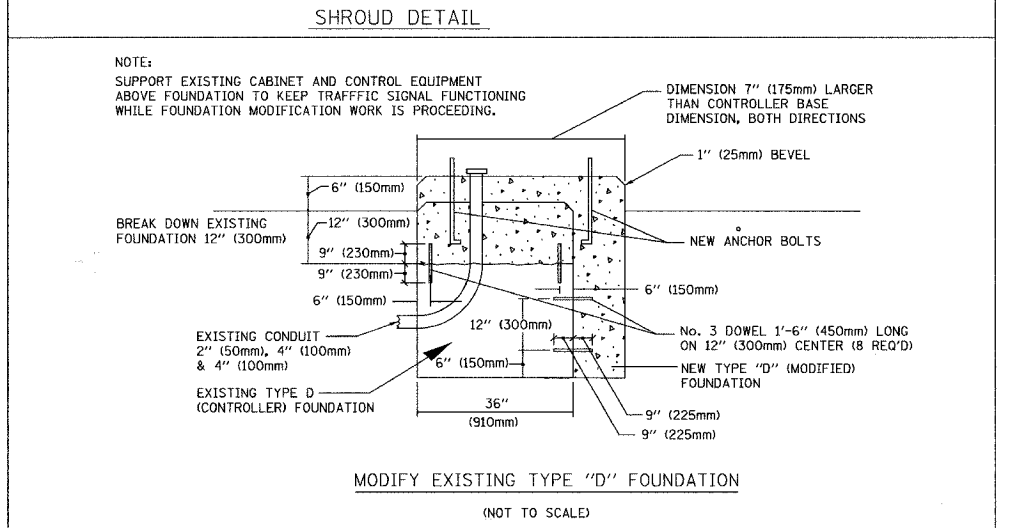 SHROUD DETAIL
NOTE:
SUPPORT EXISTING CABINET AND CONTROL EQUIPMENT
ABOVE FOUNDATION TO KEEP TRAFFFIC SIGNAL FUNCTIONING
WHILE FOUNDATION MODIFICATION WORK IS PROCEEDING.
DIMENSION 7" (175mm) LARGER
THAN CONTROLLER BASE
DIMENSION, BOTH DIRECTIONS
1" (25mm) BEVEL
6" (150mm)
BREAK DOWN EXISTING
FOUNDATION 12" (300mm)
12" (300mm)
NEW ANCHOR BOLTS
9" (230mm)
9" (230mm)
6" (150mm)
6" (150mm)
12" (300mm)
No. 3 DOWEL 1'-6" (450mm) LONG
ON 12" (300mm) CENTER (8 REQ'D)
EXISTING CONDUIT
2" (50mm), 4" (100mm)
& 4" (100mm)
6" (150mm)
NEW TYPE "D" (MODIFIED)
FOUNDATION
EXISTING TYPE D
(CONTROLLER) FOUNDATION
36"
(910mm)
9" (225mm)
9" (225mm)
MODIFY EXISTING TYPE "D" FOUNDATION
(NOT TO SCALE)